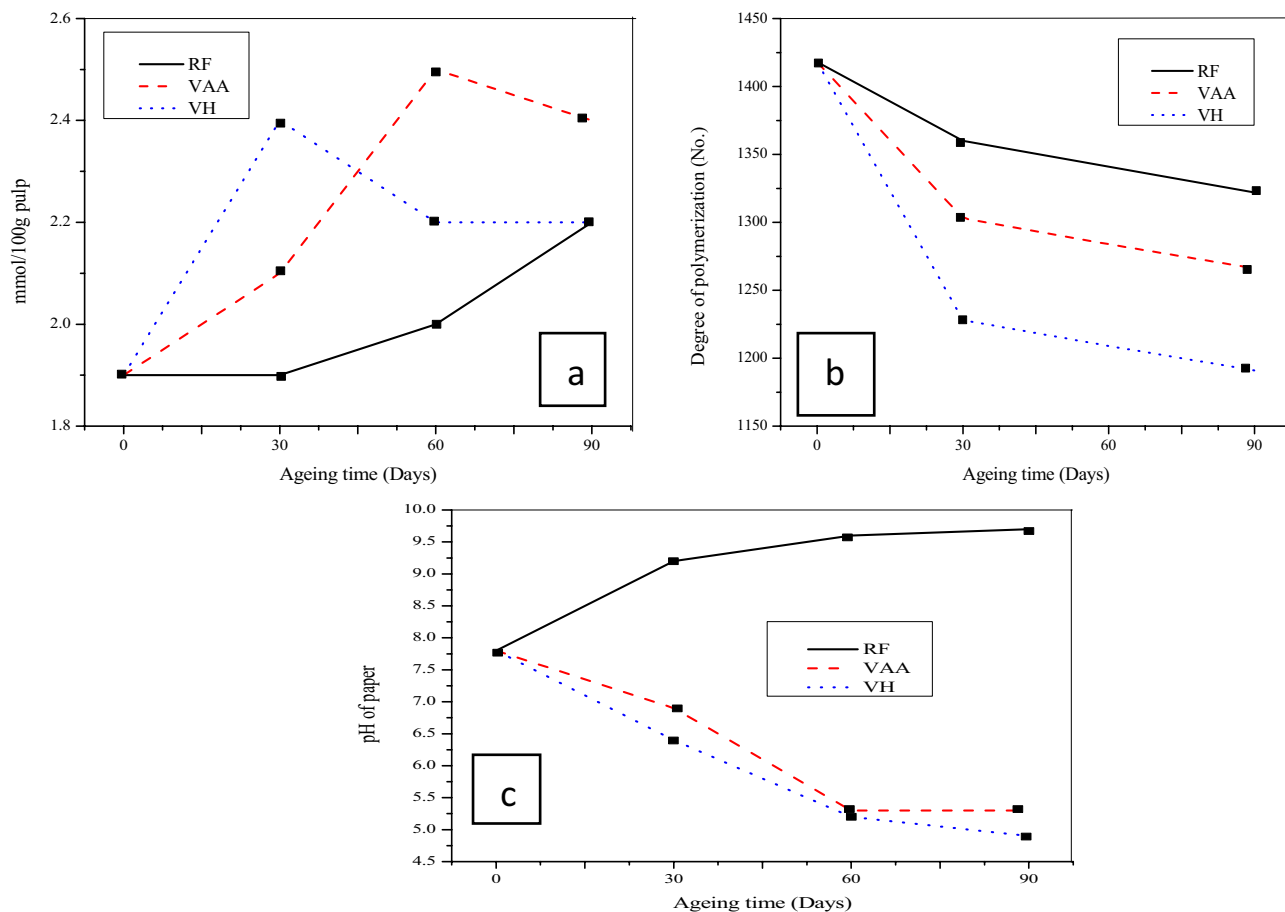 2.6
2.4
2.2
2.0
1.8
mmol/100g pulp
RF
VAA
VH
a
0 30 60 90
Ageing time (Days)
1450
1400
1350
1300
1250
1200
1150
Degree of polymerization (No.)
RF
VAA
VH
b
0 30 60 90
Ageing time (Days)
10.0
9.5
9.0
8.5
8.0
7.5
7.0
6.5
6.0
5.5
5.0
4.5
pH of paper
RF
VAA
VH
c
0 30 60 90
Ageing time (Days)